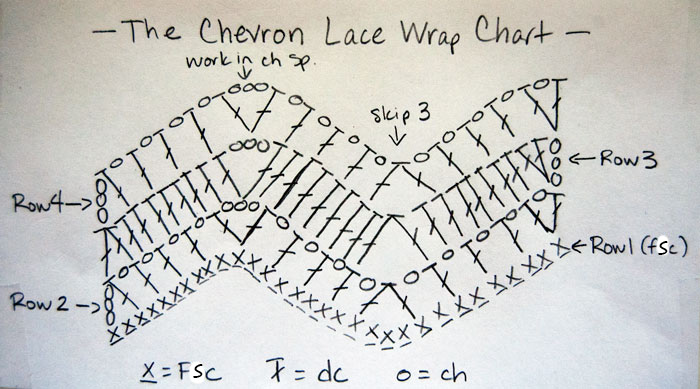 - The Chevron Lace Wrap Chart -
work in ch sp.
skip 3
Row 3
Row 4
Row 1 (fsc)
Row 2
x = Fsc  ŧ = dc  o = ch